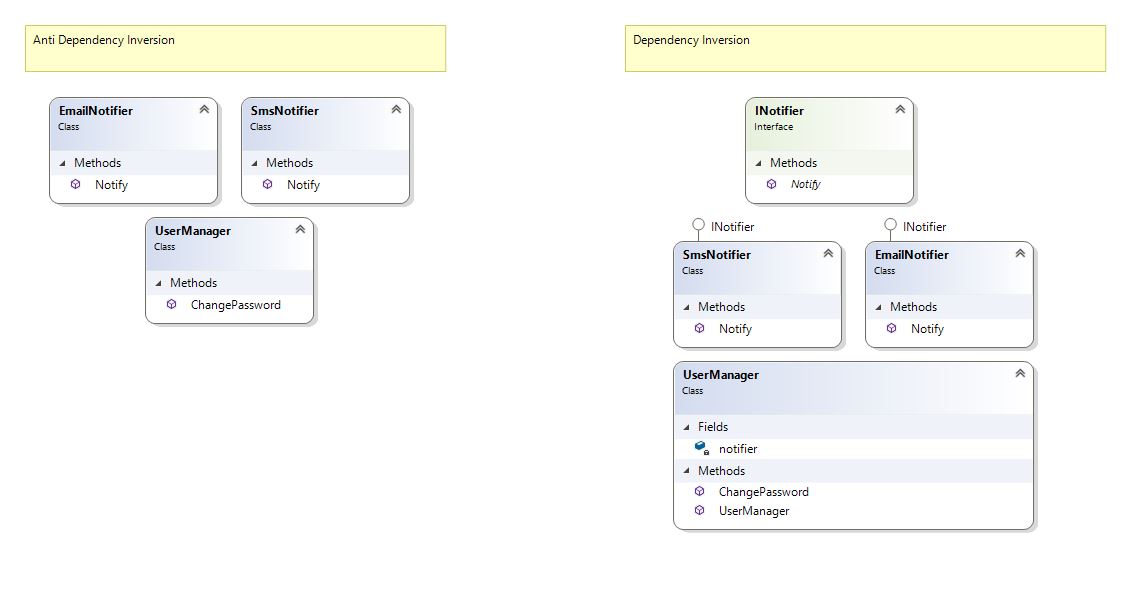 Anti Dependency Inversion
EmailNotifier
Class
Methods
Notify
SmsNotifier
Class
Methods
Notify
UserManager
Class
Methods
ChangePassword
Dependency Inversion
INotifier
Interface
Methods
Notify
INotifier
SmsNotifier
Class
Methods
Notify
INotifier
EmailNotifier
Class
Methods
Notify
UserManager
Class
Fields
notifier
Methods
ChangePassword
UserManager